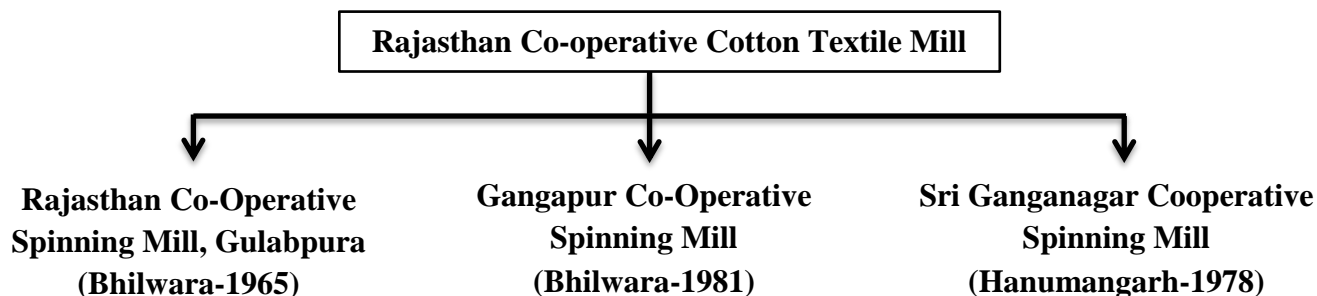 Rajasthan Co-operative Cotton Textile Mill
Rajasthan Co-Operative
Spinning Mill, Gulabpura
(Bhilwara-1965)
Gangapur Co-Operative
Spinning Mill
(Bhilwara-1981)
Sri Ganganagar Cooperative
Spinning Mill
(Hanumangarh-1978)